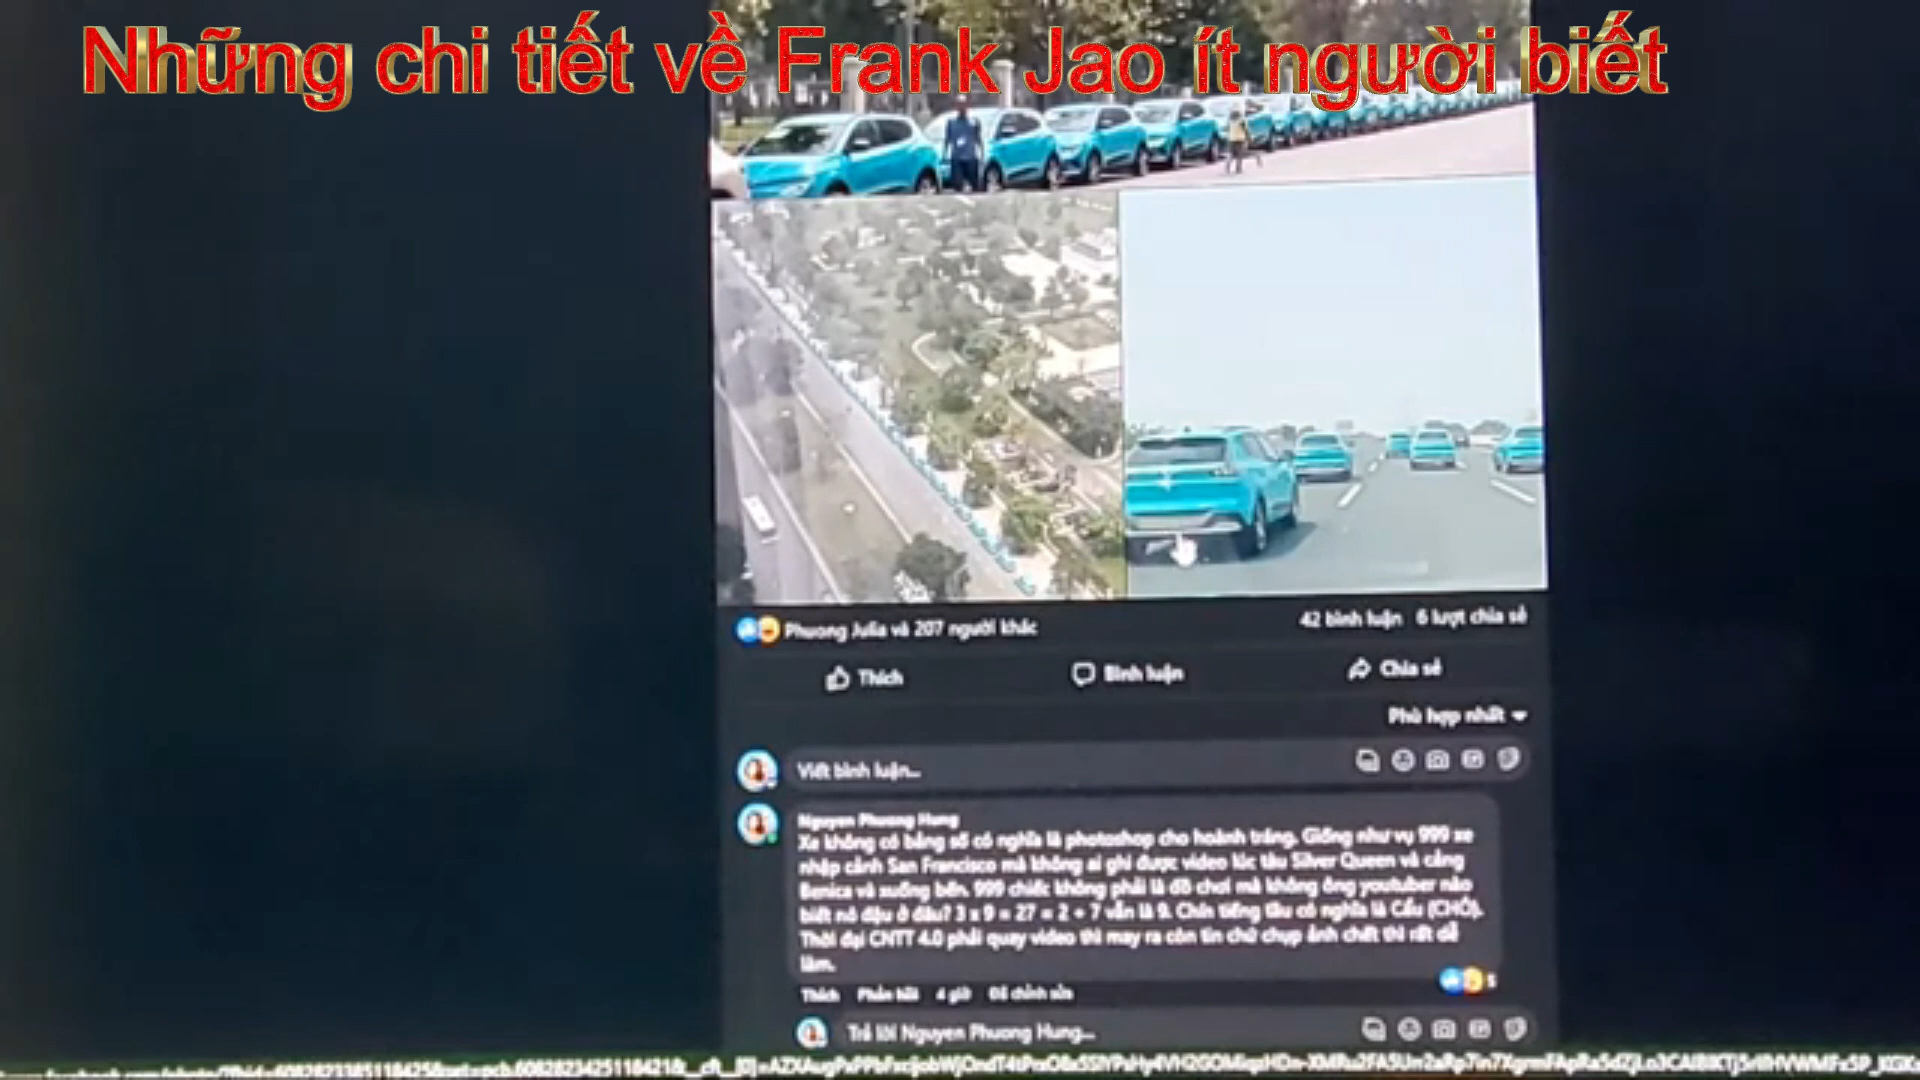 Những chi tiết về Frank Jao ít người biết
Phuong Julia và 207 người khác
42 bình luận 6 lượt chia sẻ
Thích
Bình luận
Chia sẻ
Phù hợp nhất
Viết bình luận...
Nguyen Phuong Hung
Xe không có bảng số có nghĩa là photoshop cho hoành tráng. Giống như vụ 999 xe
nhập cảnh San Francisco mà không ai ghi được video lúc tàu Silver Queen và cảng
Benica và xuống bến. 999 chiếc không phải là đồ chơi mà không ông youtuber nào
biết nó đậu ở đâu? 3 x 9 = 27 = 2 + 7 vẫn là 9. Chín tiếng tầu có nghĩa là Cẩu (CHÓ).
Thời đại CNTT 4.0 phải quay video thì may ra còn tin chứ chụp ảnh chết thì rất dễ
làm.
5
Thích Phản hồi 4 giờ Đã chỉnh sửa
Trả lời Nguyen Phuong Hung...